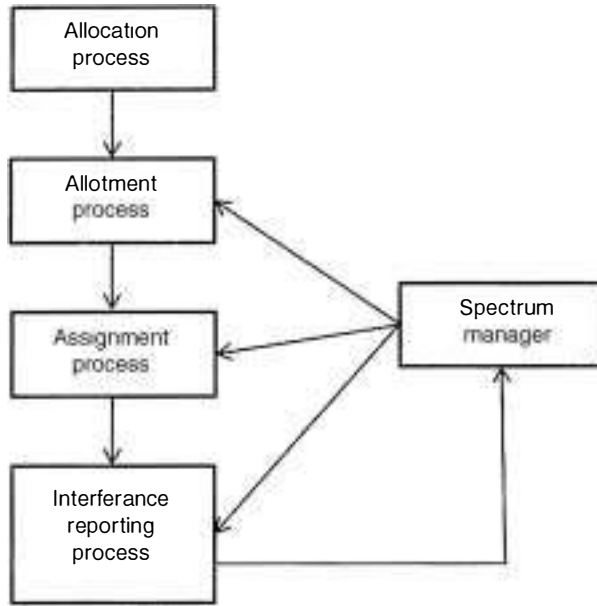 Allocation
process
Allotment
process
Assignment
process
Spectrum
manager
Interferance
reporting
process